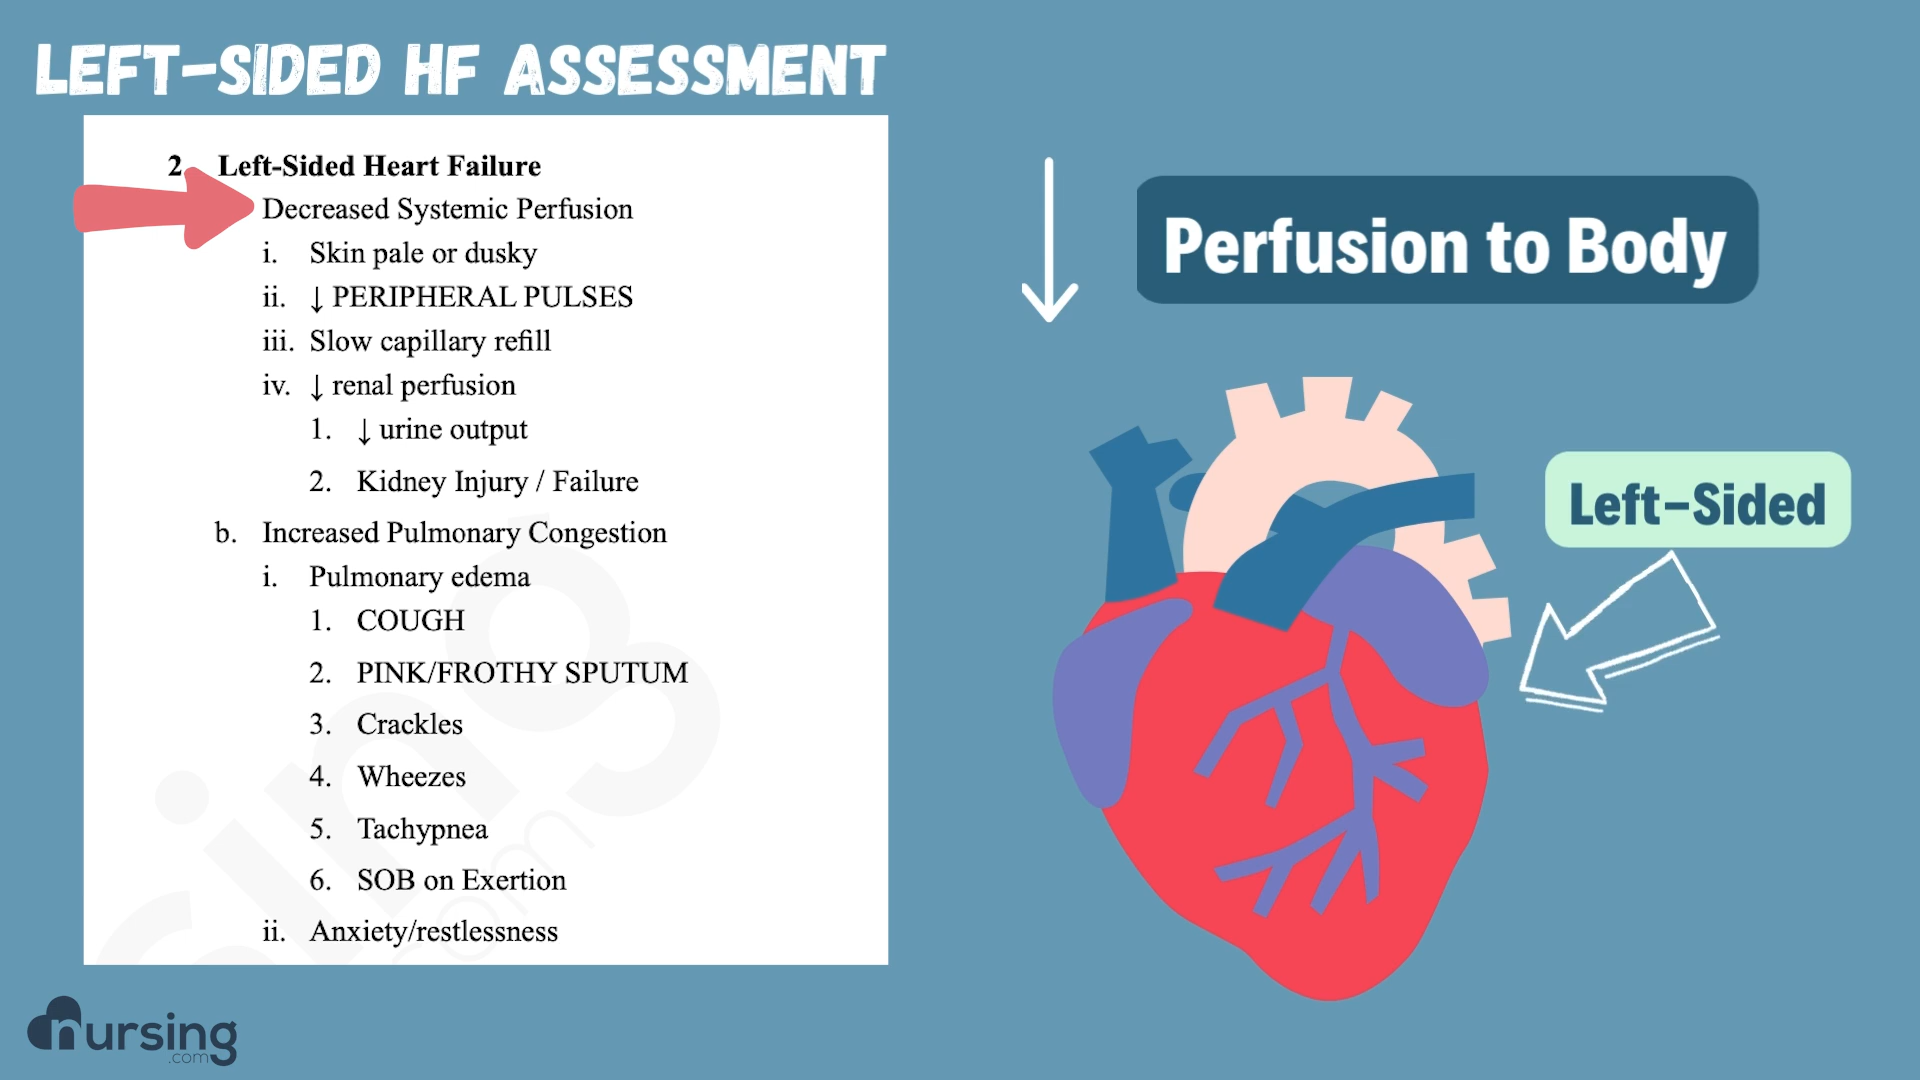 LEFT-SIDED HF ASSESSMENT
2. Left-Sided Heart Failure
Decreased Systemic Perfusion
i. Skin pale or dusky
ii. ↓ PERIPHERAL PULSES
iii. Slow capillary refill
iv. ↓ renal perfusion
1. ↓ urine output
2. Kidney Injury / Failure
b. Increased Pulmonary Congestion
i. Pulmonary edema
1. COUGH
2. PINK/FROTHY SPUTUM
3. Crackles
4. Wheezes
5. Tachypnea
6. SOB on Exertion
ii. Anxiety/restlessness
Perfusion to Body
Left-Sided
nursing
.com